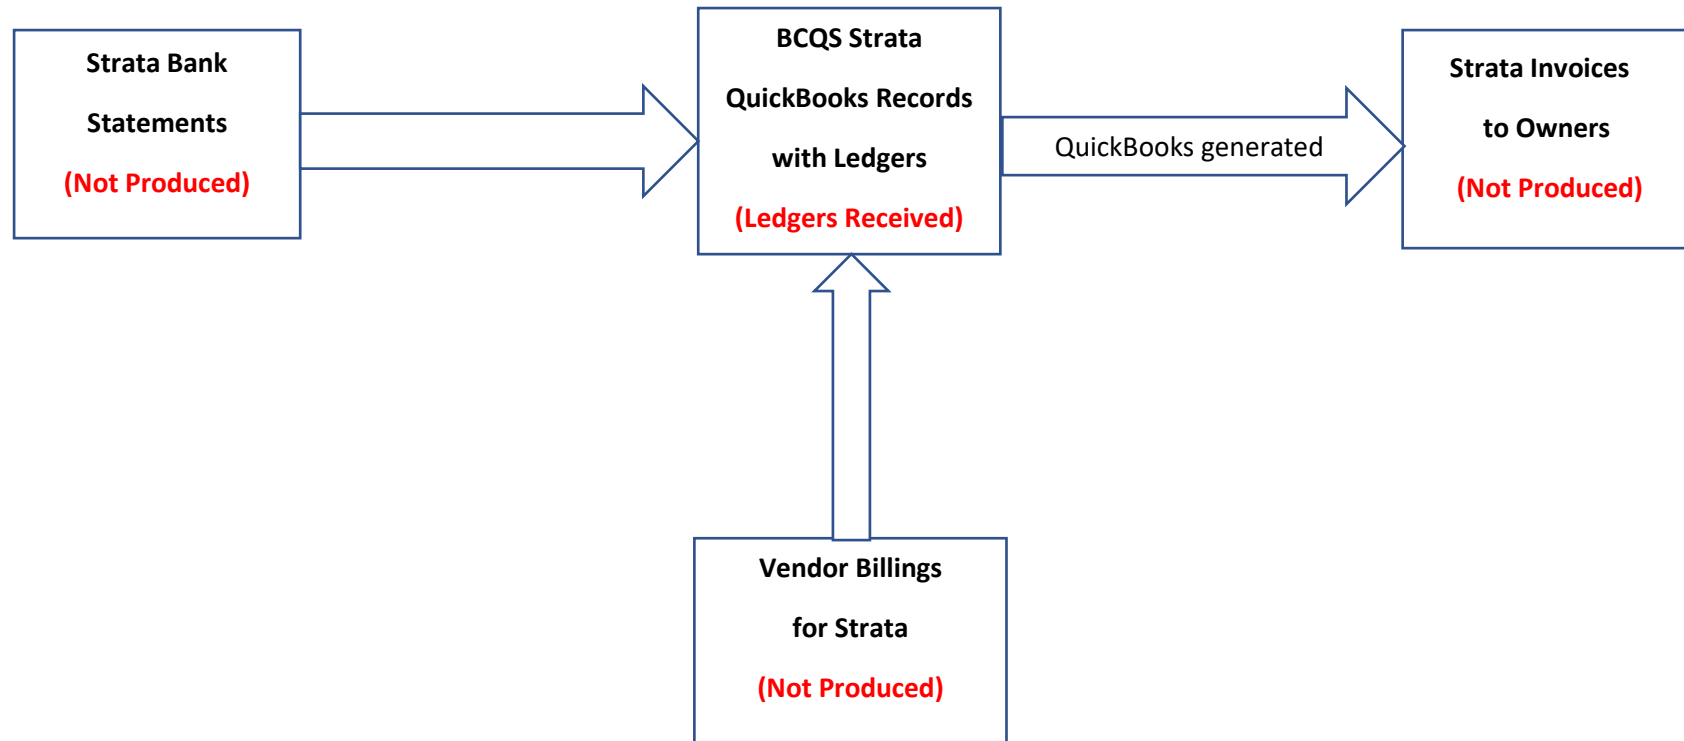 Strata Bank
Statements
(Not Produced)
BCQS Strata
QuickBooks Records
with Ledgers
(Ledgers Received)
QuickBooks generated
Strata Invoices
to Owners
(Not Produced)
Vendor Billings
for Strata
(Not Produced)